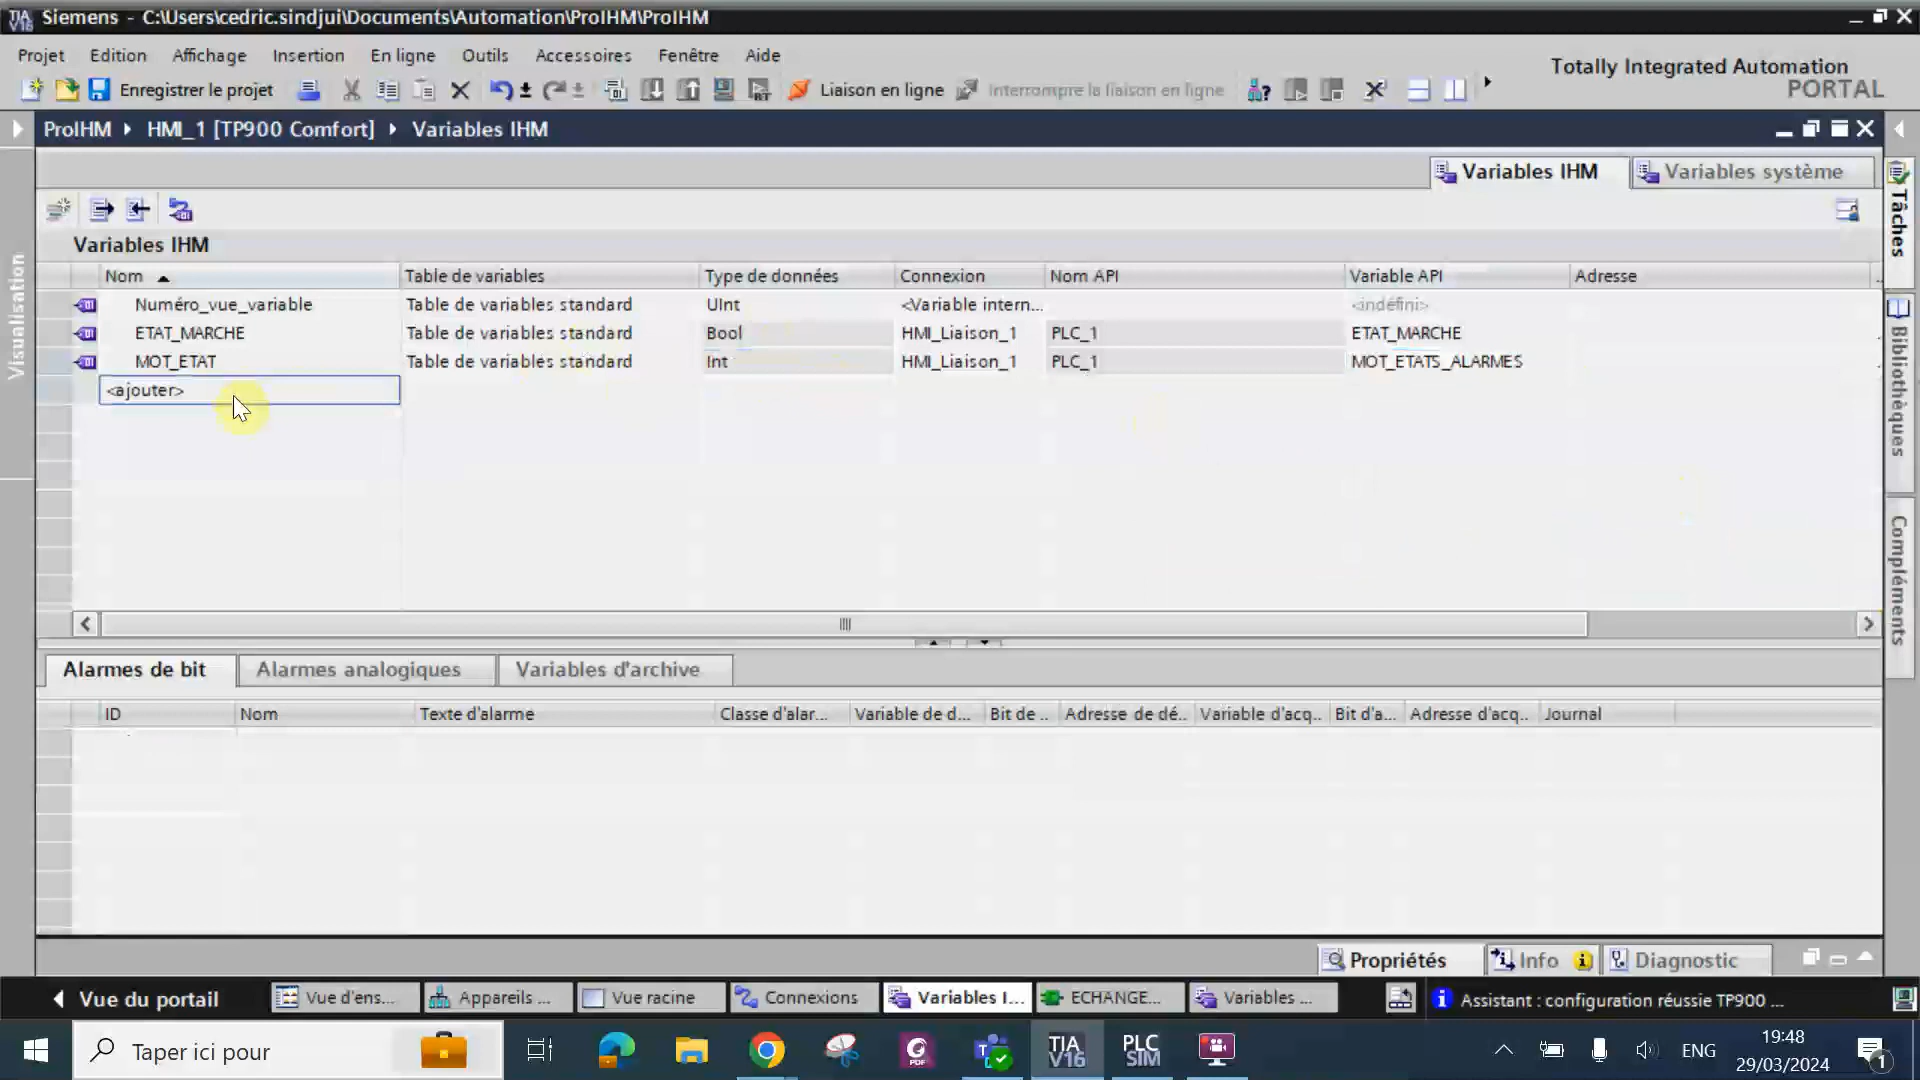 Siemens - C:\Users\cedric.sindjui\Documents\Automation\ProIHM\ProIHM
Projet Edition Affichage Insertion En ligne Outils Accessoires Fenêtre Aide
Totally Integrated Automation
PORTAL
Enregistrer le projet Liaison en ligne Interrompre la liaison en ligne
ProIHM HMI_1 [TP900 Comfort] Variables IHM
Variables IHM Variables système
Variables IHM
Nom Table de variables Type de données Connexion Nom API Variable API Adresse
Numéro_vue_variable Table de variables standard UInt <Variable intern... <indéfini>
ETAT_MARCHE Table de variables standard Bool HMI_Liaison_1 PLC_1 ETAT_MARCHE
MOT_ETAT Table de variables standard Int HMI_Liaison_1 PLC_1 MOT_ETATS_ALARMES
<ajouter>
Visualisation
Tâches
Bibliothèques
Compléments
Alarmes de bit Alarmes analogiques Variables d'archive
ID Nom Texte d'alarme Classe d'alar... Variable de d... Bit de .. Adresse de dé.. Variable d'acq.. Bit d'a... Adresse d'acq.. Journal
Propriétés Info Diagnostic
Vue du portail Vue d'ens... Appareils ... Vue racine Connexions Variables I... ECHANGE... Variables ... Assistant : configuration réussie TP900 ...
Taper ici pour
TIA V16
PLC SIM
ENG
19:48
29/03/2024
1